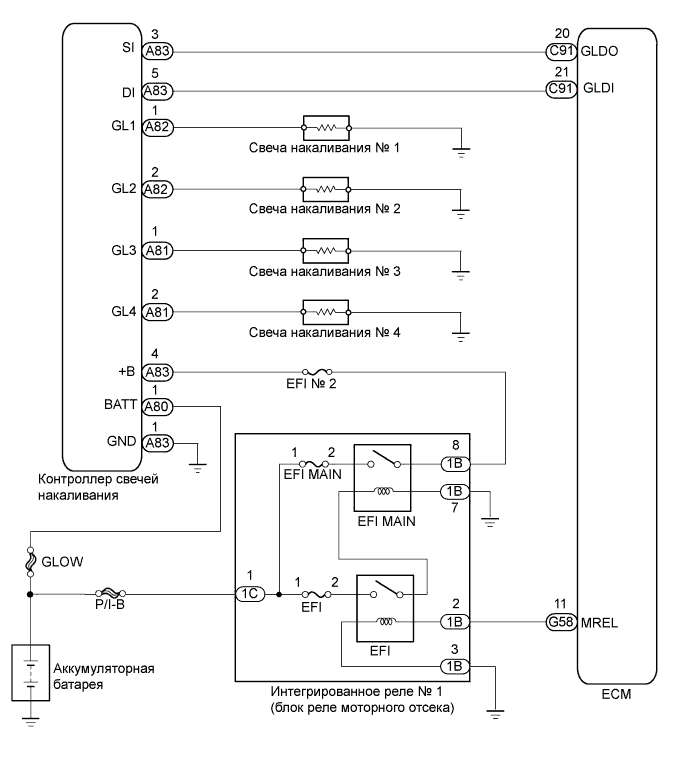 3
20
SI A83
C91 GLDO
5
21
DI A83
C91 GLDI
1
GL1 A82
Свеча накаливания № 1
2
GL2 A82
Свеча накаливания № 2
1
GL3 A81
Свеча накаливания № 3
2
GL4 A81
Свеча накаливания № 4
4
+B A83
EFI № 2
1
BATT A80
1
GND A83
Контроллер свечей
накаливания
1 2
EFI MAIN
8
1B
1B
7
EFI MAIN
GLOW
P/I-B
1
1C
1 2
EFI
2
1B
11
G58 MREL
EFI
3
1B
Аккумуляторная
батарея
Интегрированное реле № 1
(блок реле моторного отсека)
ECM